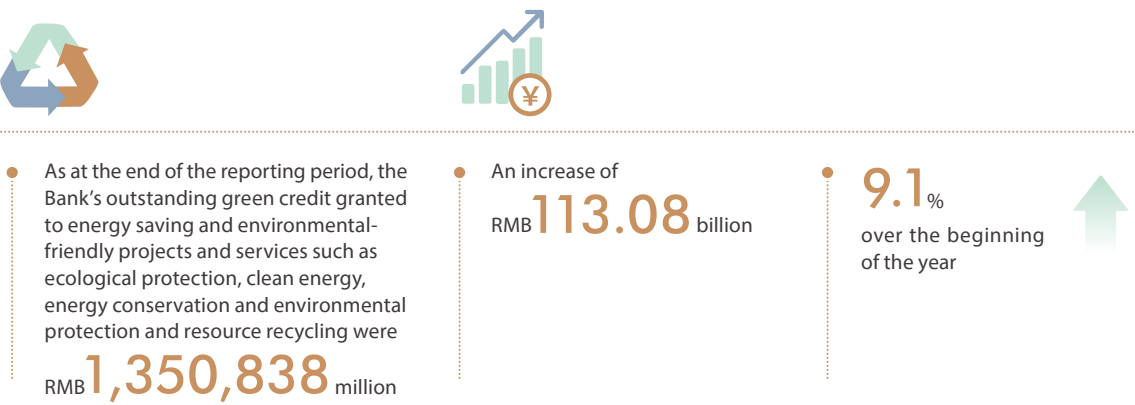 As at the end of the reporting period, the
Bank’s outstanding green credit granted
to energy saving and environmental-
friendly projects and services such as
ecological protection, clean energy,
energy conservation and environmental
protection and resource recycling were
RMB1,350,838 million
¥
An increase of
RMB113.08 billion
9.1%
over the beginning
of the year